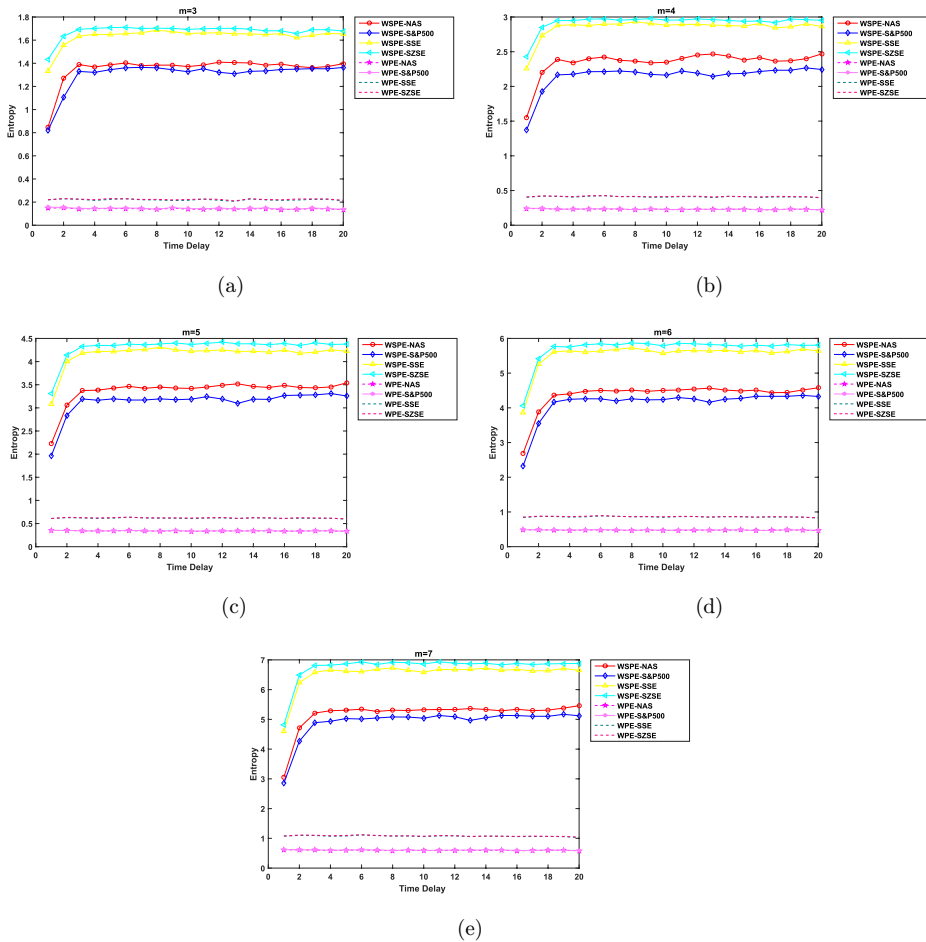 m=3
1.8
1.6
1.4
1.2
1
0.8
0.6
0.4
0.2
0
Entropy
0 2 4 6 8 10 12 14 16 18 20
Time Delay
WSPE-NAS
WSPE-S&P500
WSPE-SSE
WSPE-SZSE
WPE-NAS
WPE-S&P500
WPE-SSE
WPE-SZSE
(a)
m=4
3
2.5
2
1.5
1
0.5
0
Entropy
0 2 4 6 8 10 12 14 16 18 20
Time Delay
WSPE-NAS
WSPE-S&P500
WSPE-SSE
WSPE-SZSE
WPE-NAS
WPE-S&P500
WPE-SSE
WPE-SZSE
(b)
m=5
4.5
4
3.5
3
2.5
2
1.5
1
0.5
0
Entropy
0 2 4 6 8 10 12 14 16 18 20
Time Delay
WSPE-NAS
WSPE-S&P500
WSPE-SSE
WSPE-SZSE
WPE-NAS
WPE-S&P500
WPE-SSE
WPE-SZSE
(c)
m=6
6
5
4
3
2
1
0
Entropy
0 2 4 6 8 10 12 14 16 18 20
Time Delay
WSPE-NAS
WSPE-S&P500
WSPE-SSE
WSPE-SZSE
WPE-NAS
WPE-S&P500
WPE-SSE
WPE-SZSE
(d)
m=7
7
6
5
4
3
2
1
0
Entropy
0 2 4 6 8 10 12 14 16 18 20
Time Delay
WSPE-NAS
WSPE-S&P500
WSPE-SSE
WSPE-SZSE
WPE-NAS
WPE-S&P500
WPE-SSE
WPE-SZSE
(e)